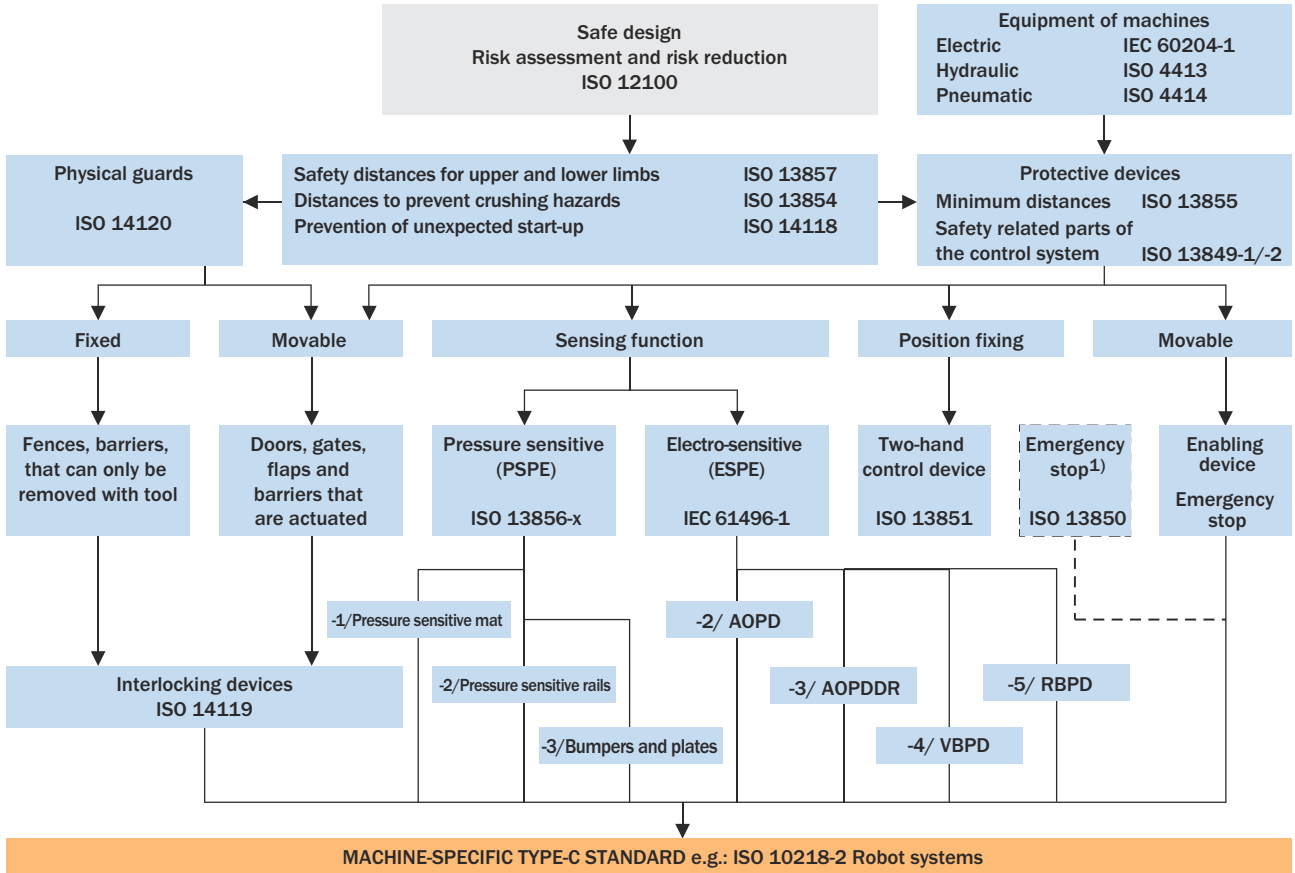 Safe design
Risk assessment and risk reduction
ISO 12100
Equipment of machines
Electric IEC 60204-1
Hydraulic ISO 4413
Pneumatic ISO 4414
Physical guards
ISO 14120
Safety distances for upper and lower limbs ISO 13857
Distances to prevent crushing hazards ISO 13854
Prevention of unexpected start-up ISO 14118
Protective devices
Minimum distances ISO 13855
Safety related parts of
the control system ISO 13849-1/-2
Fixed
Movable
Sensing function
Position fixing
Movable
Fences, barriers,
that can only be
removed with tool
Doors, gates,
flaps and
barriers that
are actuated
Pressure sensitive
(PSPE)
ISO 13856-x
Electro-sensitive
(ESPE)
IEC 61496-1
Two-hand
control device
ISO 13851
Emergency
stop1)
ISO 13850
Enabling
device
Emergency
stop
-1/Pressure sensitive mat
-2/ AOPD
Interlocking devices
ISO 14119
-2/Pressure sensitive rails
-3/ AOPDDR
-5/ RBPD
-3/Bumpers and plates
-4/ VBPD
MACHINE-SPECIFIC TYPE-C STANDARD e.g.: ISO 10218-2 Robot systems